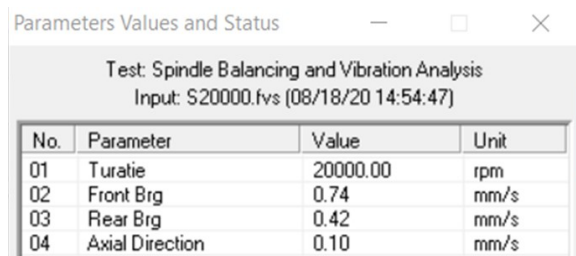 Parameters Values and Status
Test: Spindle Balancing and Vibration Analysis
Input: S20000.fvs (08/18/20 14:54:47)
No. Parameter Value Unit
01 Turatie 20000.00 rpm
02 Front Brg 0.74 mm/s
03 Rear Brg 0.42 mm/s
04 Axial Direction 0.10 mm/s